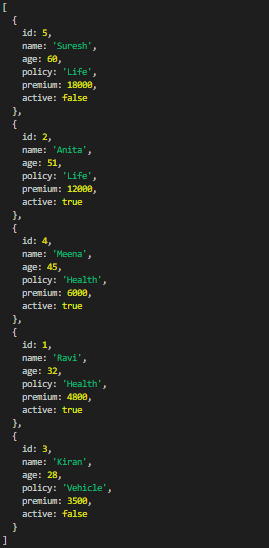 [
  {
    id: 5,
    name: 'Suresh',
    age: 60,
    policy: 'Life',
    premium: 18000,
    active: false
  },
  {
    id: 2,
    name: 'Anita',
    age: 51,
    policy: 'Life',
    premium: 12000,
    active: true
  },
  {
    id: 4,
    name: 'Meena',
    age: 45,
    policy: 'Health',
    premium: 6000,
    active: true
  },
  {
    id: 1,
    name: 'Ravi',
    age: 32,
    policy: 'Health',
    premium: 4800,
    active: true
  },
  {
    id: 3,
    name: 'Kiran',
    age: 28,
    policy: 'Vehicle',
    premium: 3500,
    active: false
  }
]